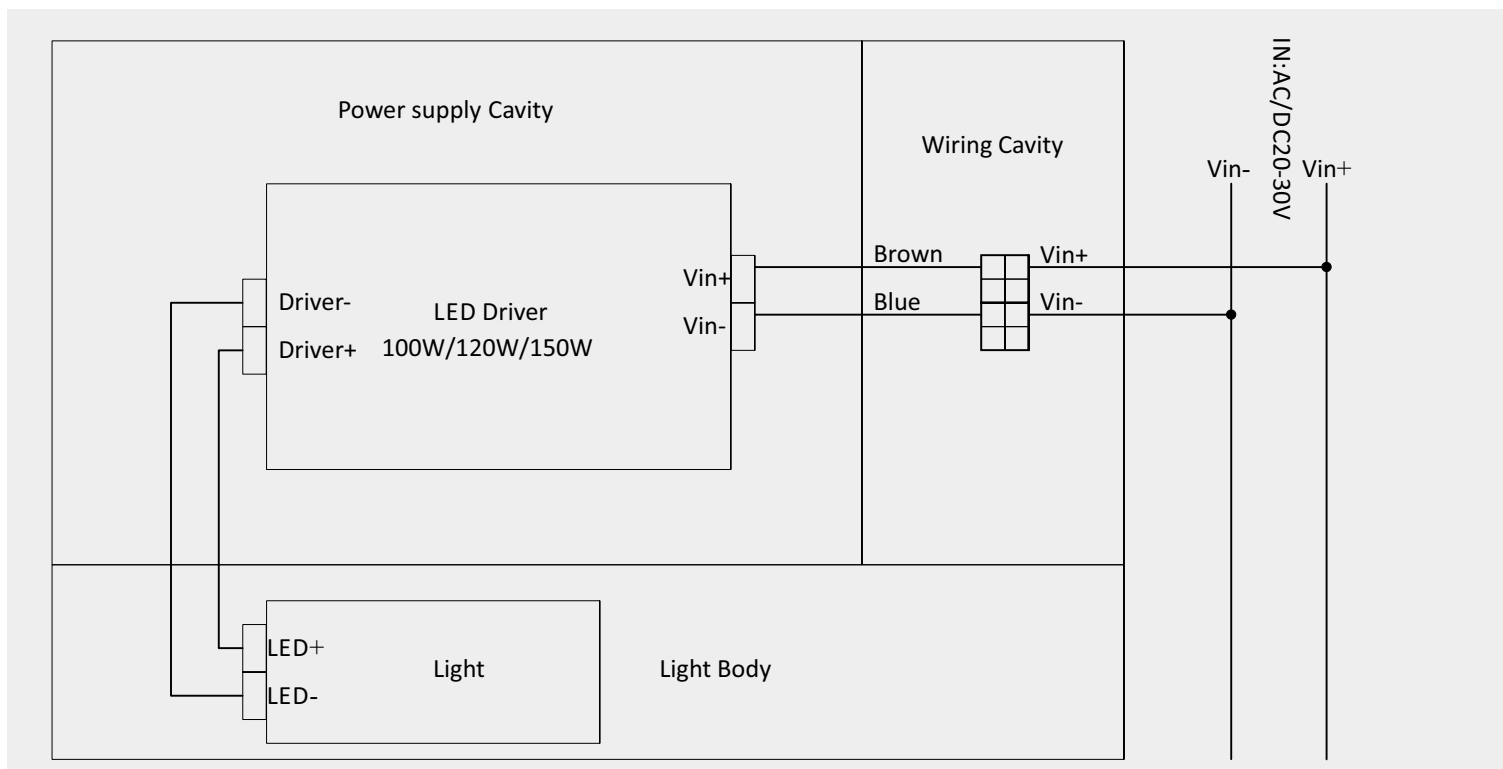 IN:AC/DC20-30V
Power supply Cavity
Wiring Cavity
Vin- Vin+
Brown Vin+
Vin+
Driver- LED Driver
Blue Vin-
Vin-
Driver+ 100W/120W/150W
LED+
Light Light Body
LED-